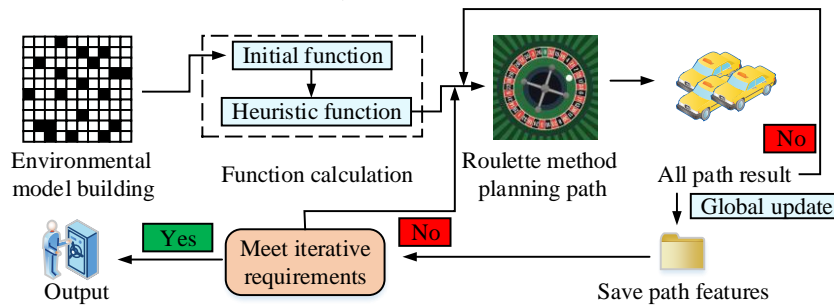 Initial function
Heuristic function
Environmental
model building
Function calculation
Roulette method
planning path
No
All path result
Global update
Save path features
No
Meet iterative
requirements
Yes
Output